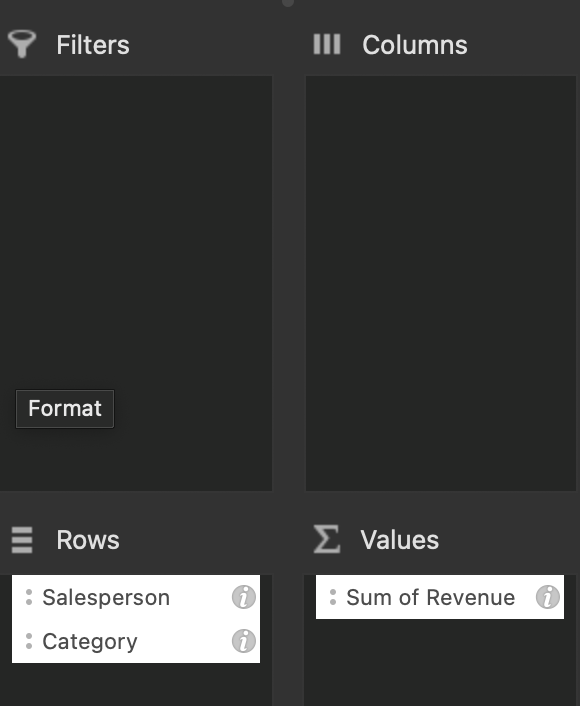 Filters
Columns
Format
Rows
Values
Salesperson
Sum of Revenue
Category